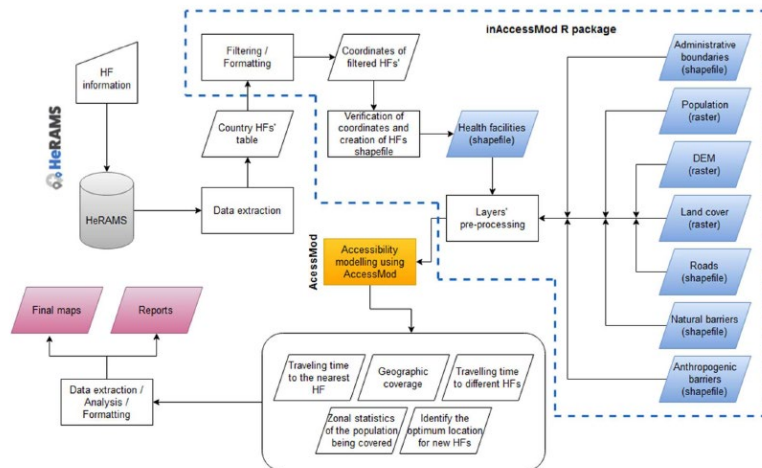 inAccessMod R package
HF
information
HeRAMS
HeRAMS
Filtering /
Formatting
Coordinates of
filtered HFs'
Country HFs'
table
Data extraction
Verification of
coordinates and
creation of HFs
shapefile
Health facilities
(shapefile)
Layers'
pre-processing
Administrative
boundaries
(shapefile)
Population
(raster)
DEM
(raster)
Land cover
(raster)
Roads
(shapefile)
Natural barriers
(shapefile)
Anthropogenic
barriers
(shapefile)
AcessMod
Accessibility
modelling using
AccessMod
Final maps
Reports
Data extraction /
Analysis /
Formatting
Traveling time
to the nearest
HF
Geographic
coverage
Travelling time
to different HFs
Zonal statistics
of the population
being covered
Identify the
optimum location
for new HFs